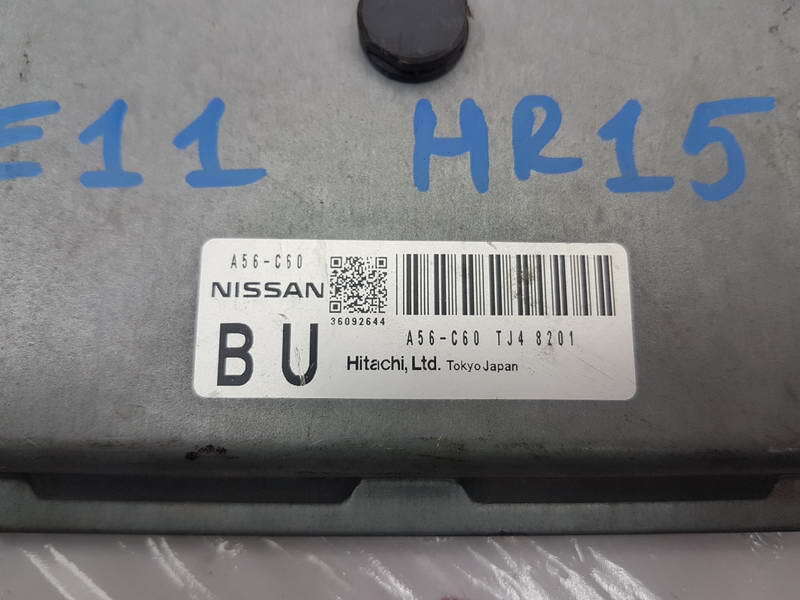 E11 HR15
A56-C60
NISSAN
36092644
BU
A56-C60 TJ4 8201
Hitachi, Ltd. Tokyo Japan